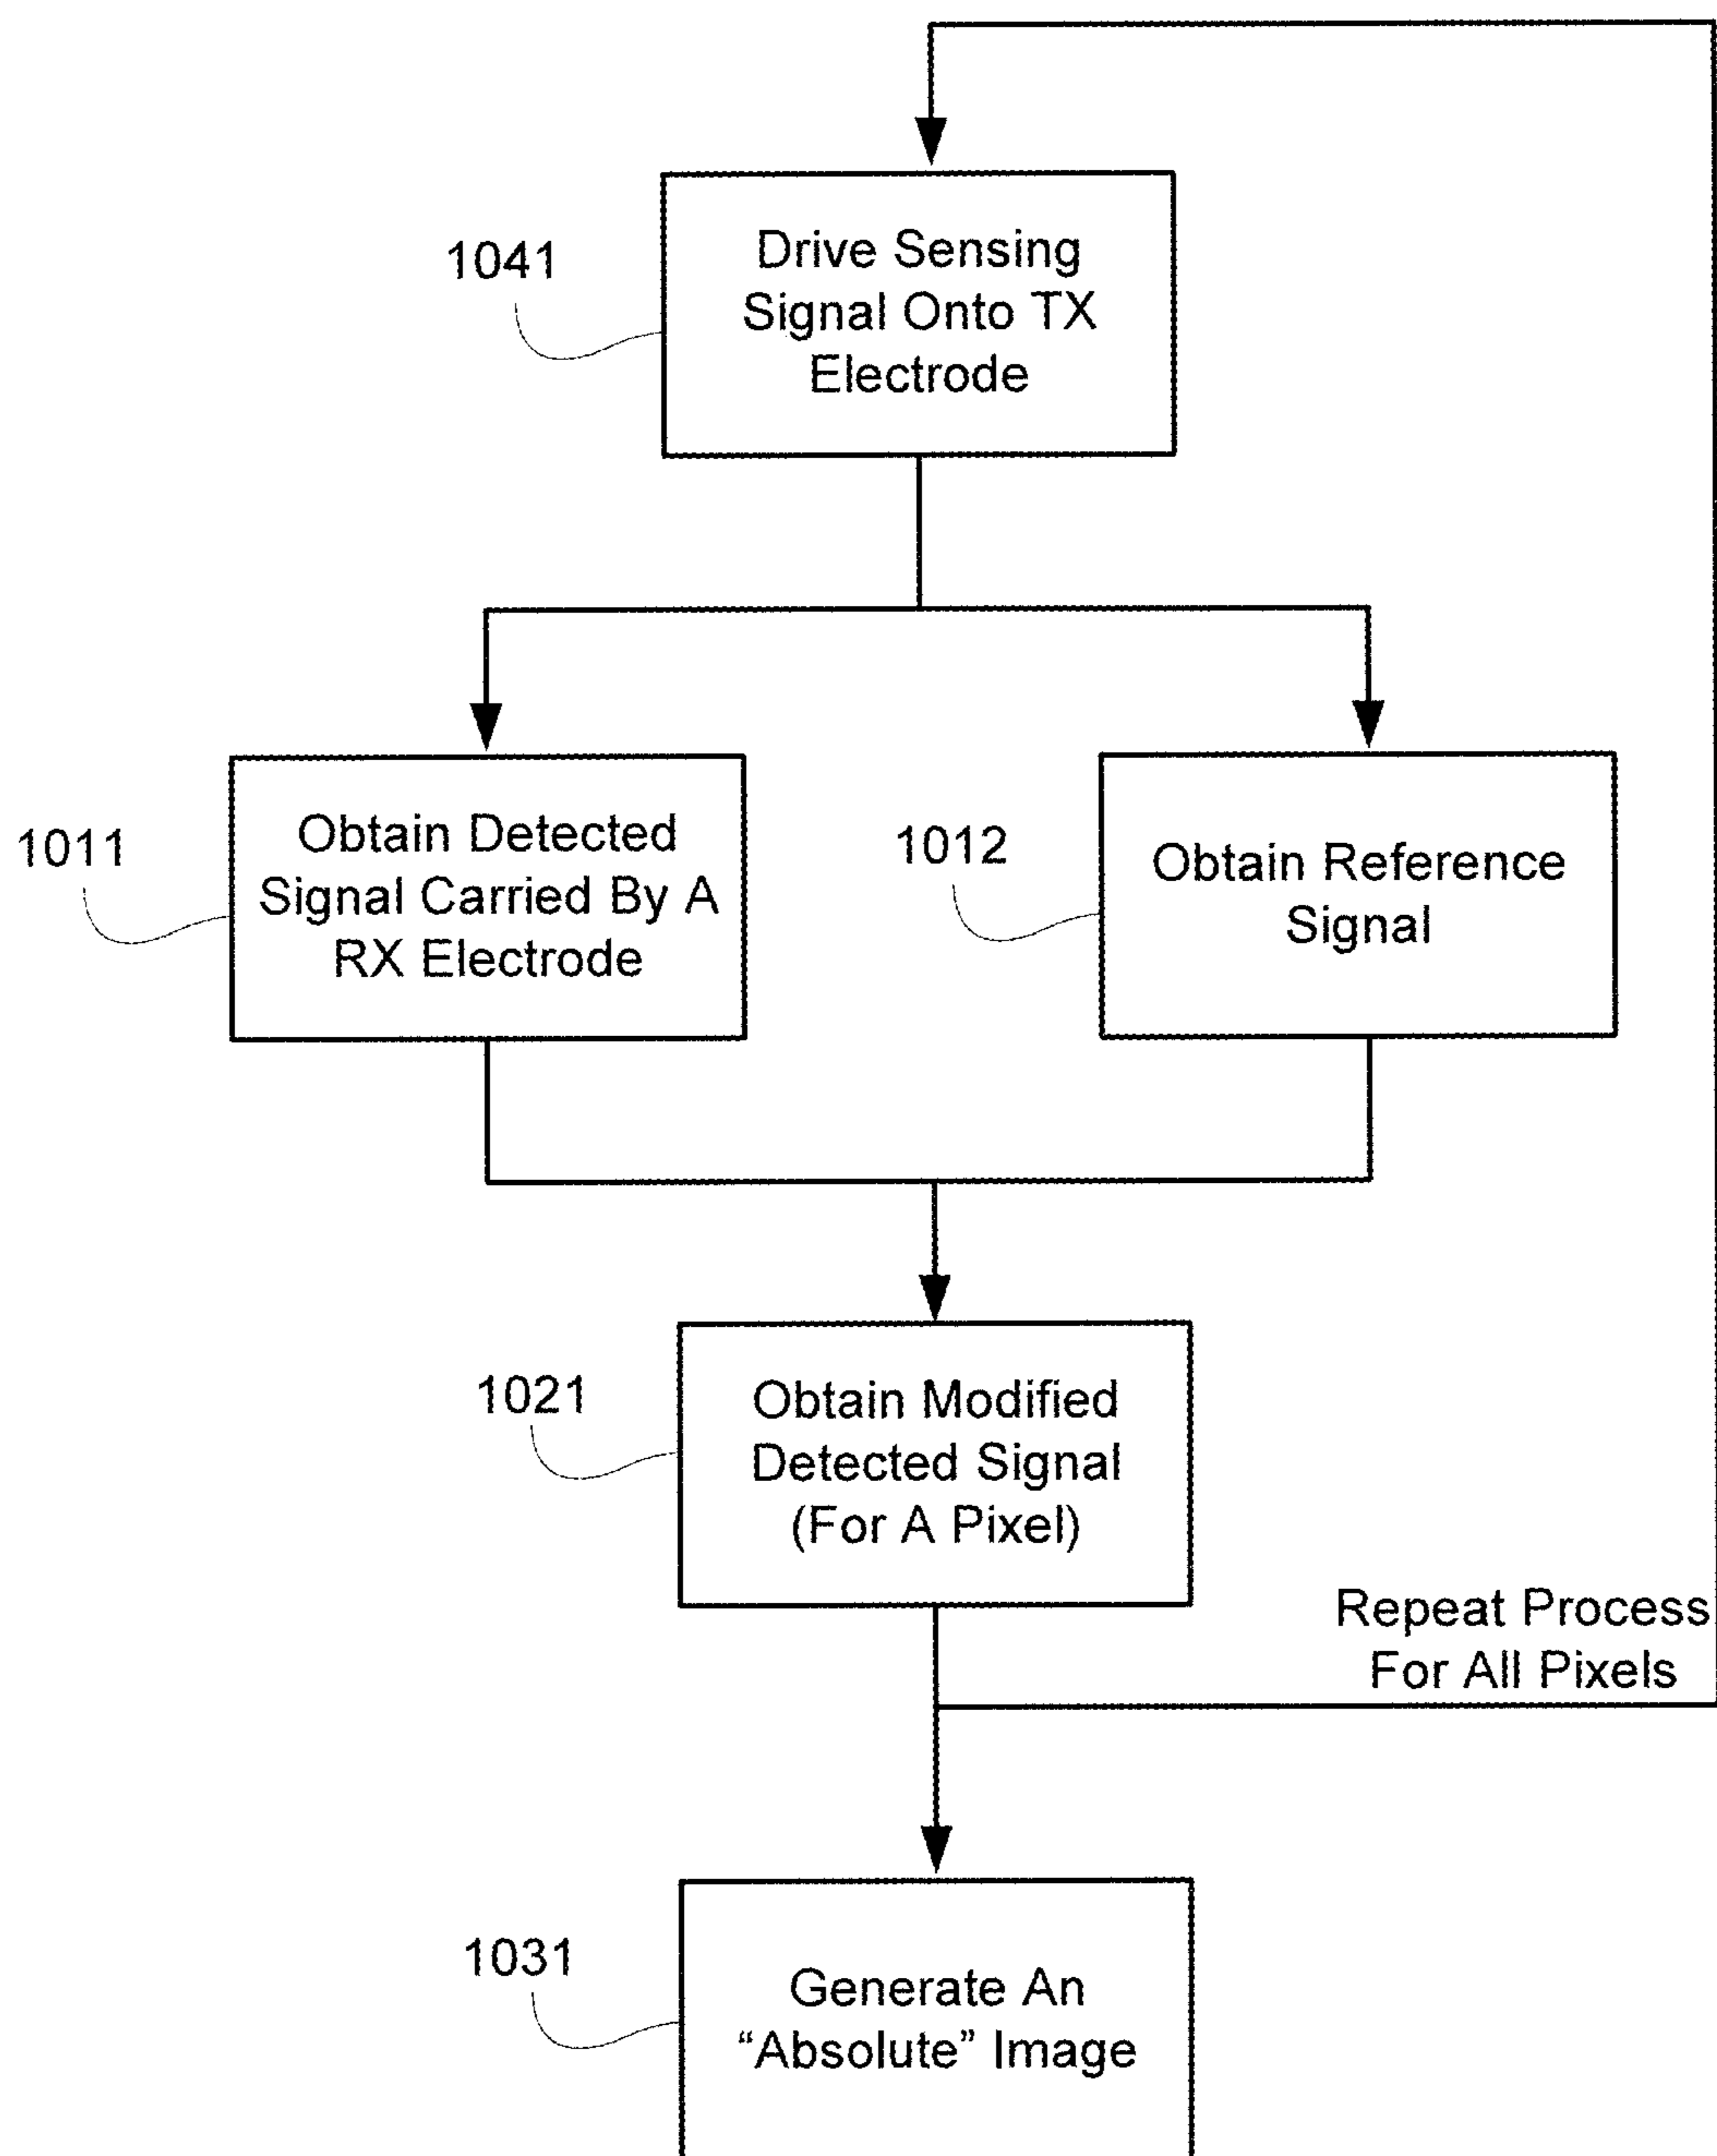 1041
Drive Sensing
Signal Onto TX
Electrode
1011
Obtain Detected
Signal Carried By A
RX Electrode
1012
Obtain Reference
Signal
1021
Obtain Modified
Detected Signal
(For A Pixel)
Repeat Process
For All Pixels
1031
Generate An
“Absolute” Image